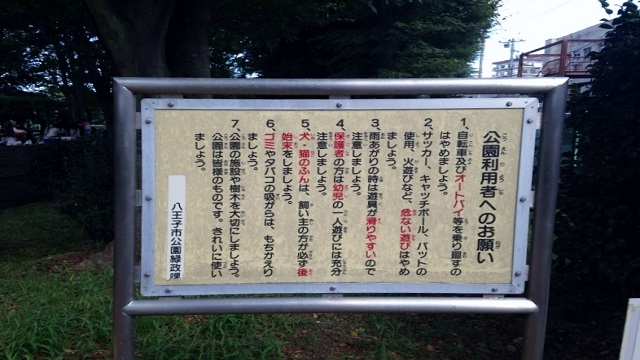 公園利用者へのお願い
1、自転車及びオートバイ等を乗り廻すの
はやめましょう。
2、サッカー、キャッチボール、バットの
使用、火遊びなど、危ない遊びはやめ
ましょう。
3、雨あがりの時は遊具が滑りやすいので
注意しましょう。
4、保護者の方は幼児の一人遊びには充分
注意しましょう。
5、犬・猫のふんは、飼い主の方が必ず後
始末をしましょう。
6、ゴミやタバコの吸がらは、もちかえり
ましょう。
7、公園の施設や樹木を大切にしましょう。
公園は皆様のものです。きれいに使い
ましょう。
八王子市公園緑政課